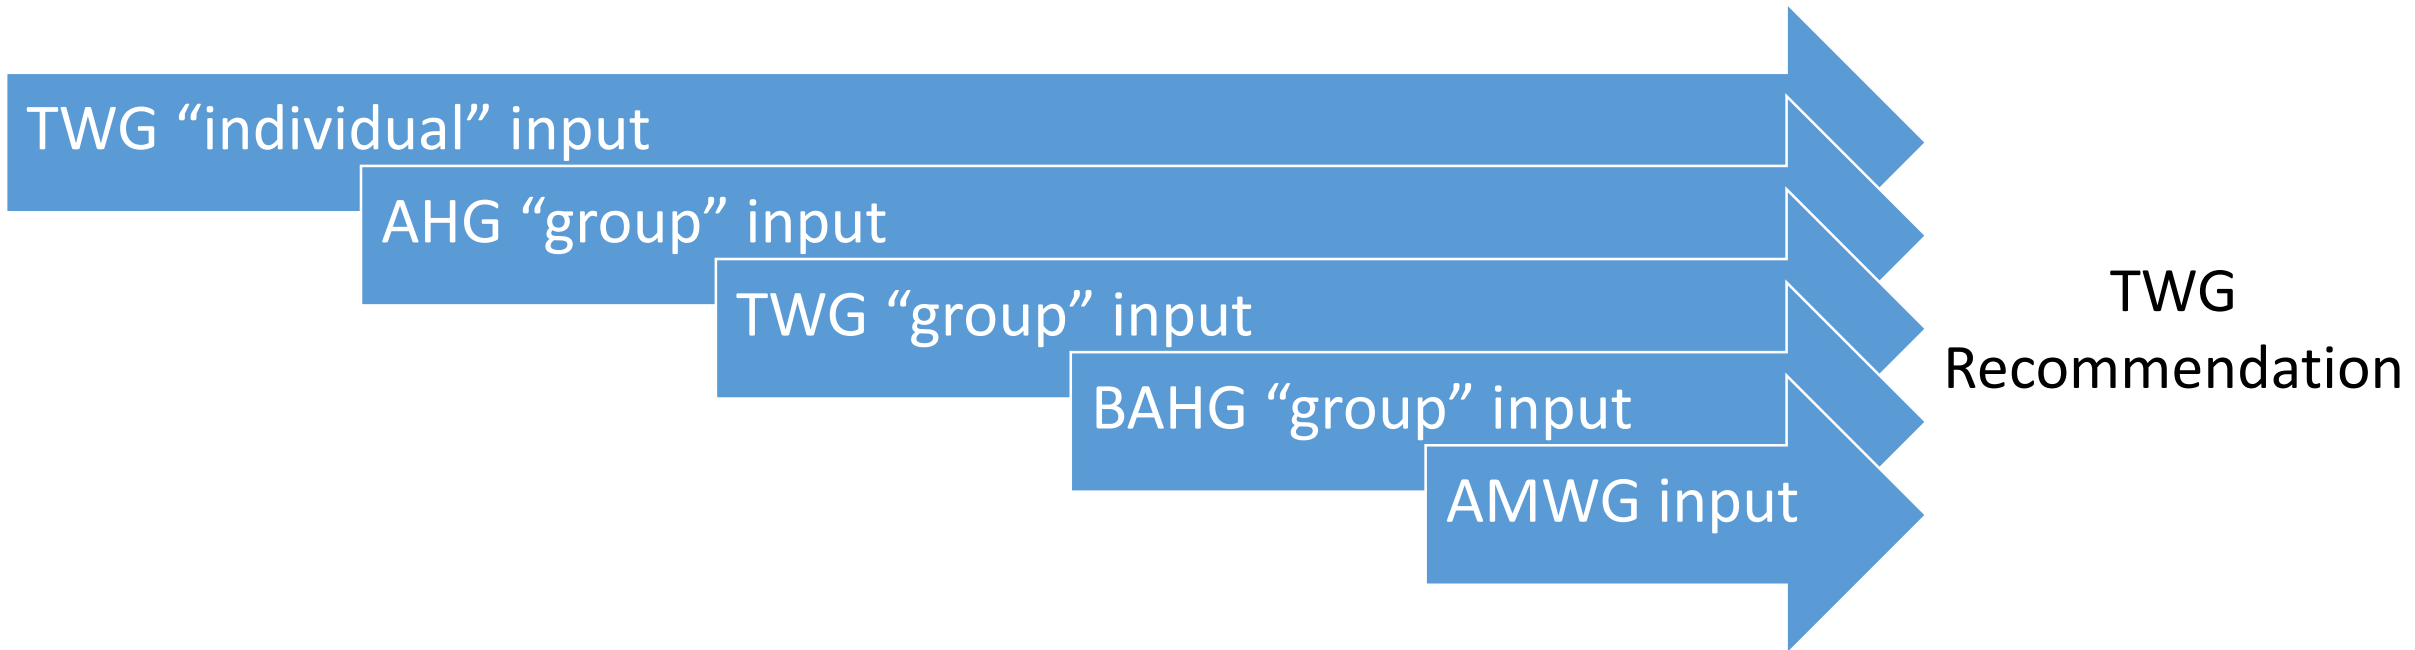 TWG “individual” input
AHG “group” input
TWG “group” input
BAHG “group” input
AMWG input
TWG
Recommendation